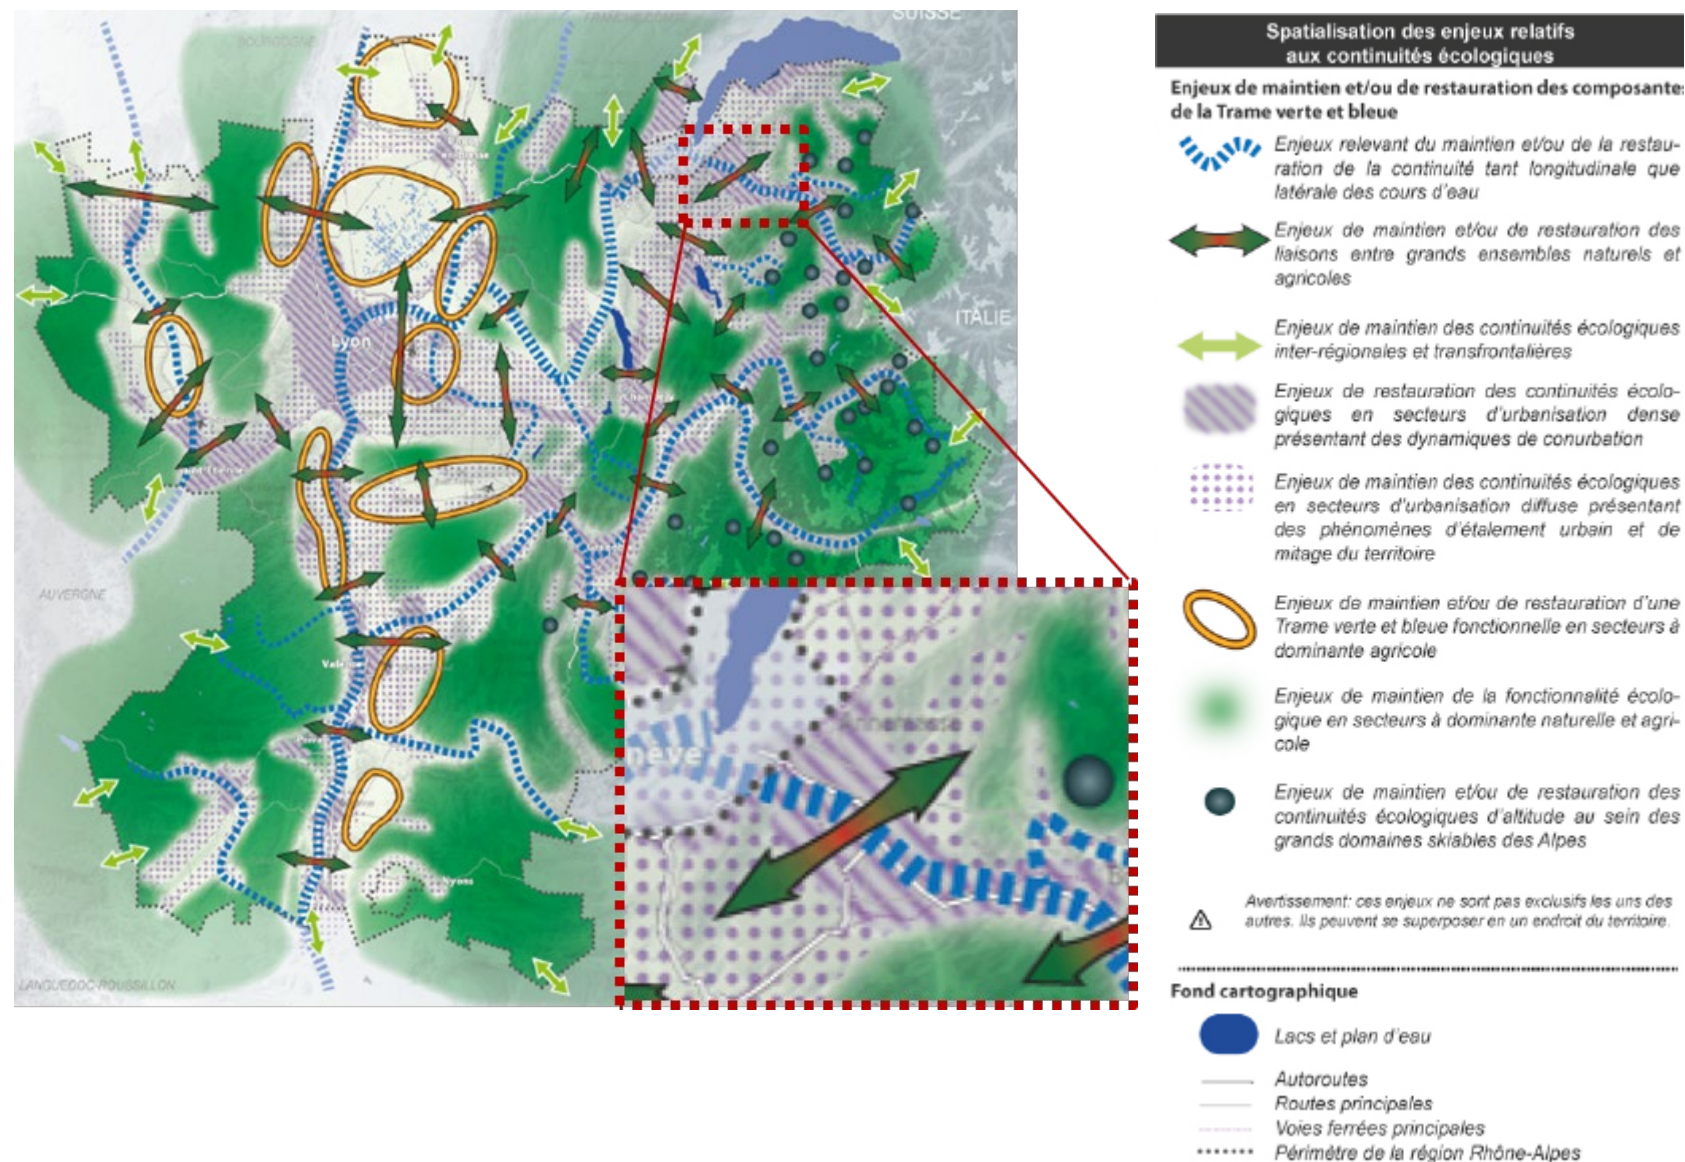 SUISSE
BOURGOGNE
ITALIE
Lyon
Annecy
Chambéry
Saint-Étienne
AUVERGNE
Valence
Privas
Nyons
LANGUEDOC-ROUSSILLON
Annemasse
nève
Spatialisation des enjeux relatifs
aux continuités écologiques
Enjeux de maintien et/ou de restauration des composantes
de la Trame verte et bleue
Enjeux relevant du maintien et/ou de la restau-
ration de la continuité tant longitudinale que
latérale des cours d'eau
Enjeux de maintien et/ou de restauration des
liaisons entre grands ensembles naturels et
agricoles
Enjeux de maintien des continuités écologiques
inter-régionales et transfrontalières
Enjeux de restauration des continuités écolo-
giques en secteurs d'urbanisation dense
présentant des dynamiques de conurbation
Enjeux de maintien des continuités écologiques
en secteurs d'urbanisation diffuse présentant
des phénomènes d'étalement urbain et de
mitage du territoire
Enjeux de maintien et/ou de restauration d'une
Trame verte et bleue fonctionnelle en secteurs à
dominante agricole
Enjeux de maintien de la fonctionnalité écolo-
gique en secteurs à dominante naturelle et agri-
cole
Enjeux de maintien et/ou de restauration des
continuités écologiques d'altitude au sein des
grands domaines skiables des Alpes
Avertissement: ces enjeux ne sont pas exclusifs les uns des
autres. Ils peuvent se superposer en un endroit du territoire.
Fond cartographique
Lacs et plan d'eau
Autoroutes
Routes principales
Voies ferrées principales
Périmètre de la région Rhône-Alpes